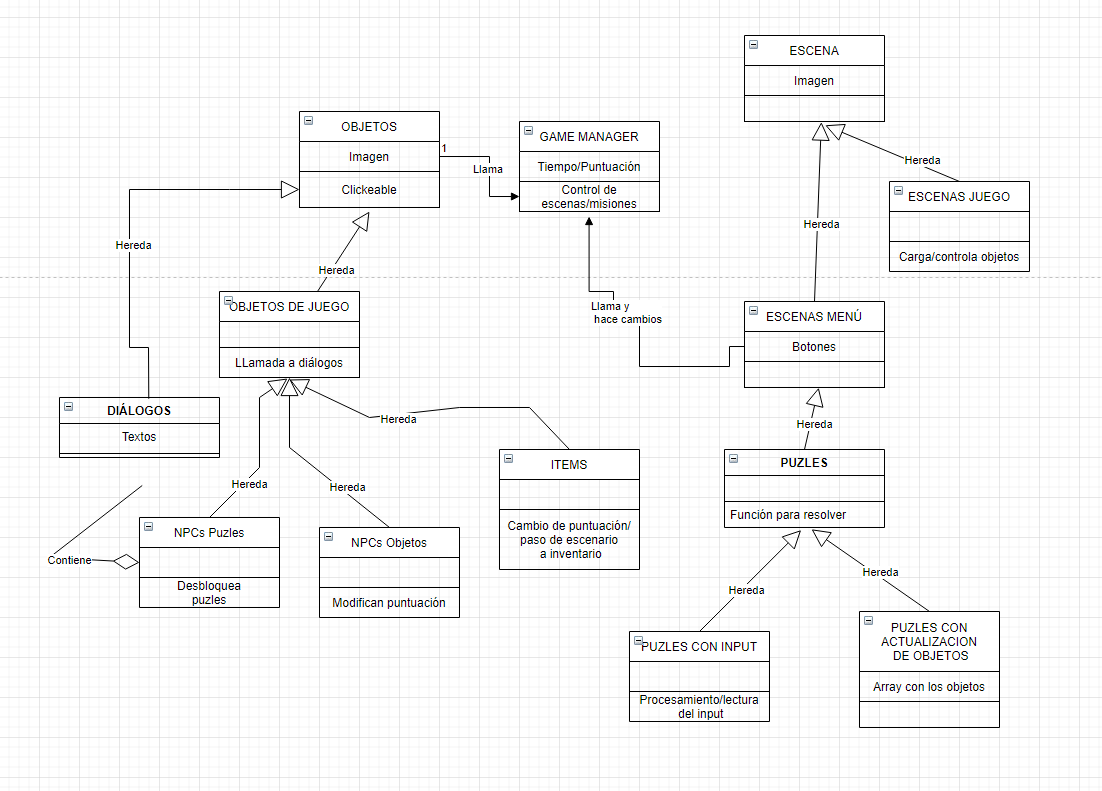 ESCENA
Imagen
OBJETOS
Imagen
Clickeable
1
Llama
GAME MANAGER
Tiempo/Puntuación
Control de
escenas/misiones
Hereda
ESCENAS JUEGO
Carga/controla objetos
Hereda
Hereda
Hereda
OBJETOS DE JUEGO
LLamada a diálogos
Llama y
hace cambios
ESCENAS MENÚ
Botones
DIÁLOGOS
Textos
Hereda
Hereda
ITEMS
Cambio de puntuación/
paso de escenario
a inventario
PUZLES
Función para resolver
Hereda
Hereda
Contiene
NPCs Puzles
Desbloquea
puzles
NPCs Objetos
Modifican puntuación
Hereda
Hereda
PUZLES CON INPUT
Procesamiento/lectura
del input
PUZLES CON
ACTUALIZACION
DE OBJETOS
Array con los objetos